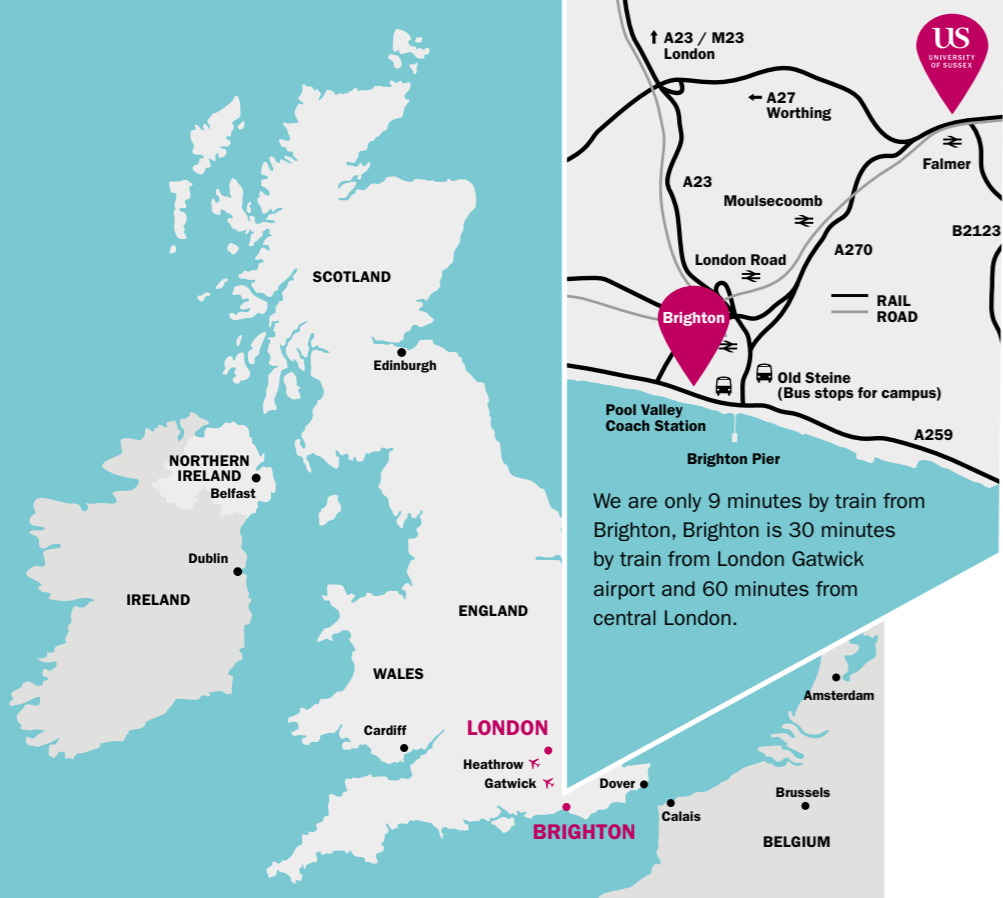 SCOTLAND
Edinburgh
NORTHERN
IRELAND
Belfast
Dublin
IRELAND
ENGLAND
WALES
Cardiff
LONDON
Heathrow
Gatwick
BRIGHTON
Dover
Calais
Amsterdam
Brussels
BELGIUM
A23 / M23
London
US
UNIVERSITY
OF SUSSEX
A27
Worthing
Falmer
A23
Moulsecoomb
B2123
A270
London Road
RAIL
ROAD
Brighton
Old Steine
(Bus stops for campus)
Pool Valley
Coach Station
A259
Brighton Pier
We are only 9 minutes by train from
Brighton, Brighton is 30 minutes
by train from London Gatwick
airport and 60 minutes from
central London.